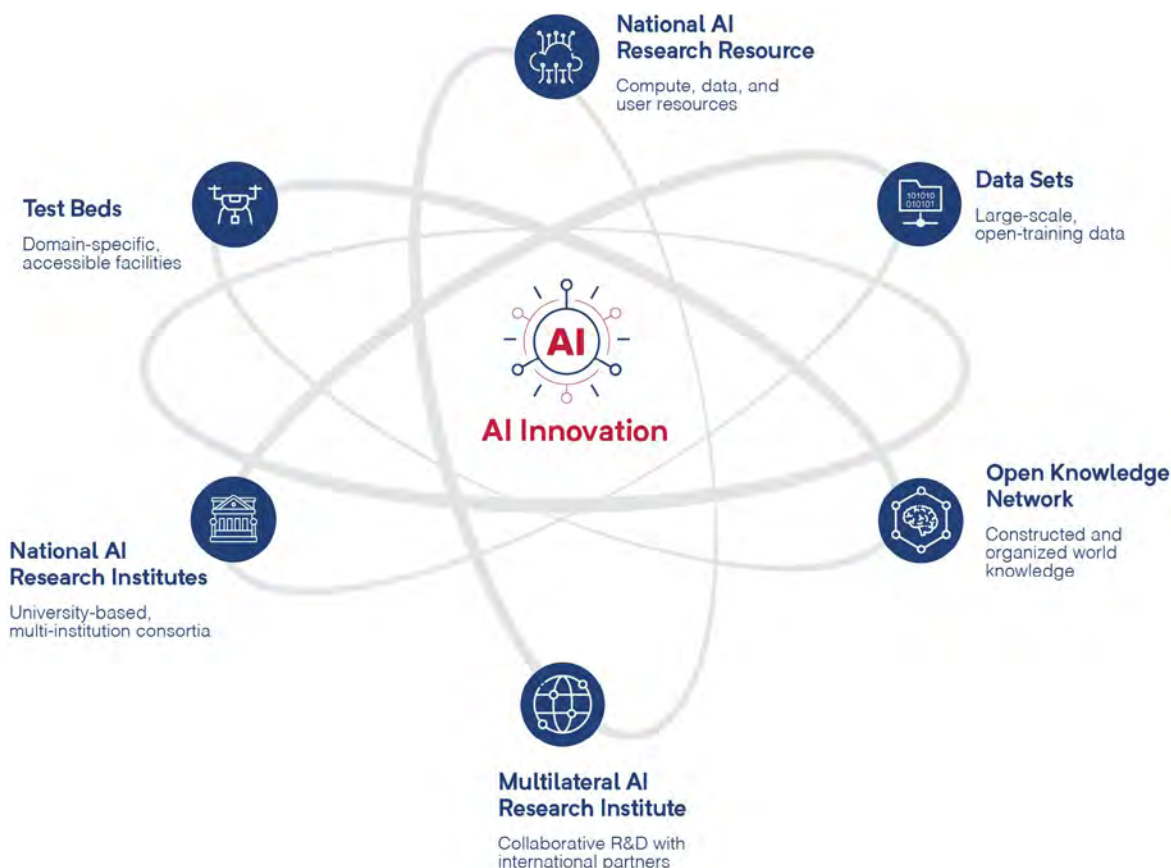 National AI
Research Resource
Compute, data, and
user resources
Test Beds
Domain-specific,
accessible facilities
101010
010101
Data Sets
Large-scale,
open-training data
AI
AI Innovation
National AI
Research Institutes
University-based,
multi-institution consortia
Open Knowledge
Network
Constructed and
organized world
knowledge
Multilateral AI
Research Institute
Collaborative R&D with
international partners